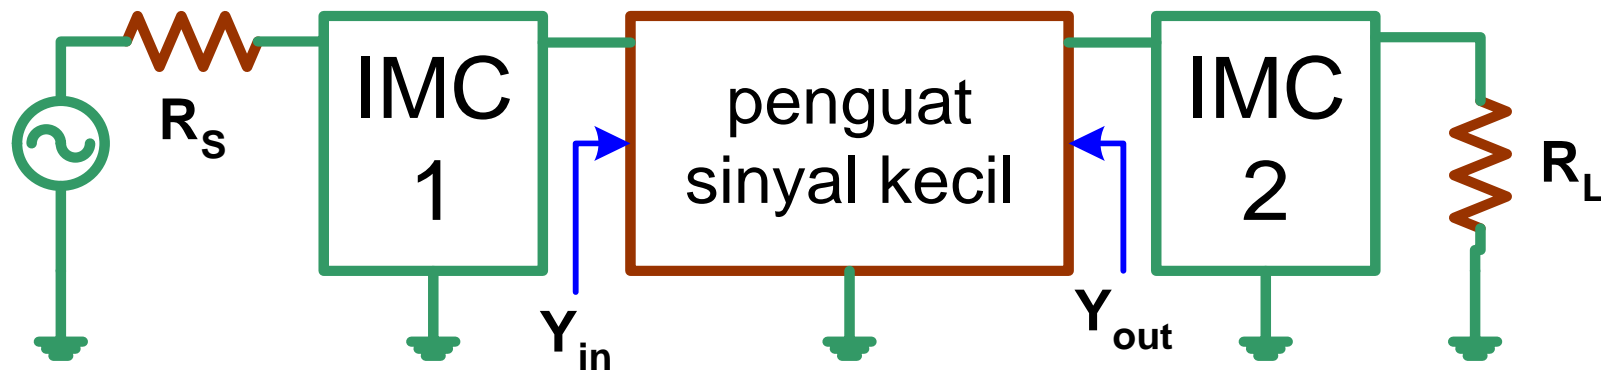 R_S
IMC
1
penguat
sinyal kecil
IMC
2
R_L
Y_in
Y_out